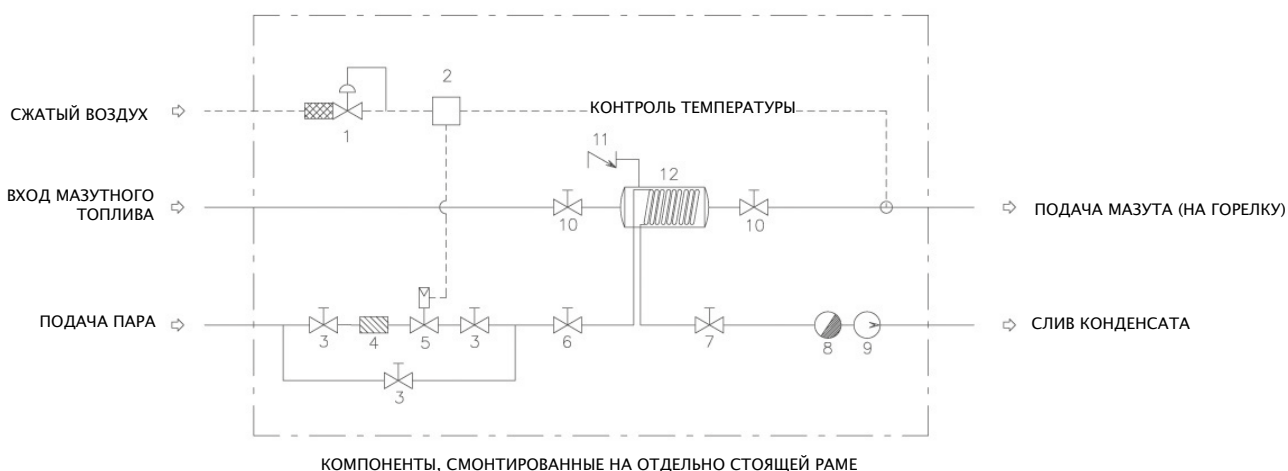 2
СЖАТЫЙ ВОЗДУХ
КОНТРОЛЬ ТЕМПЕРАТУРЫ
1
11
12
ВХОД МАЗУТНОГО
ТОПЛИВА
10
10
ПОДАЧА МАЗУТА (НА ГОРЕЛКУ)
ПОДАЧА ПАРА
3
4
5
3
6
7
8
9
СЛИВ КОНДЕНСАТА
3
КОМПОНЕНТЫ, СМОНТИРОВАННЫЕ НА ОТДЕЛЬНО СТОЯЩЕЙ РАМЕ